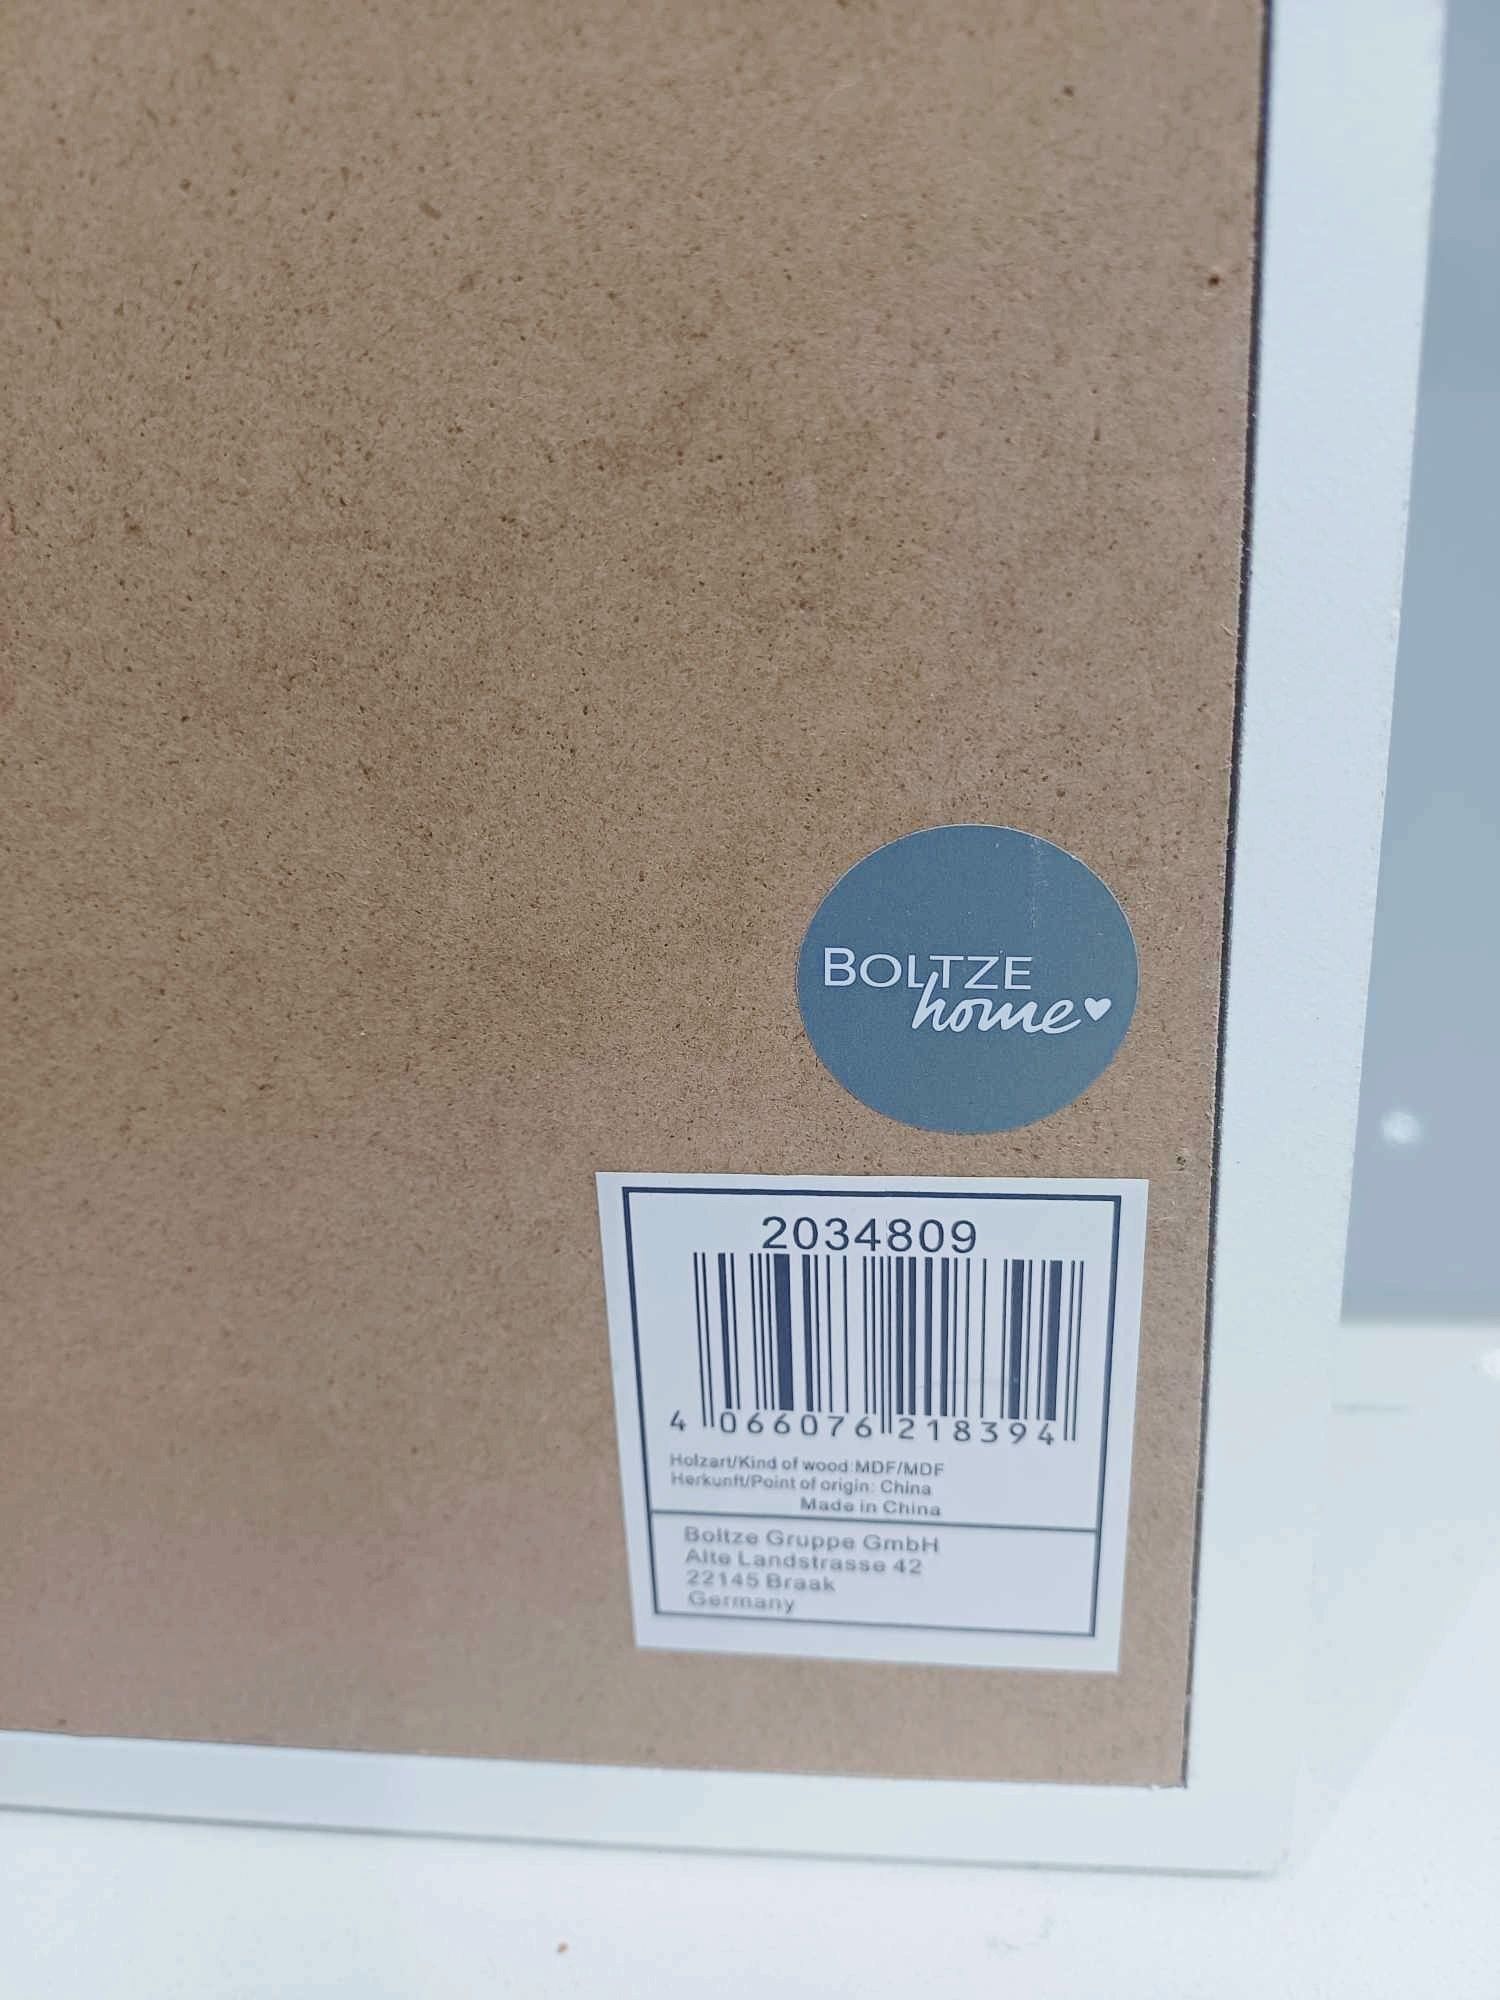 BOLTZE
home
2034809
4 066076 218394
Holzart/Kind of wood:MDF/MDF
Herkunft/Point of origin: China
Made in China
Boltze Gruppe GmbH
Alte Landstrasse 42
22145 Braak
Germany